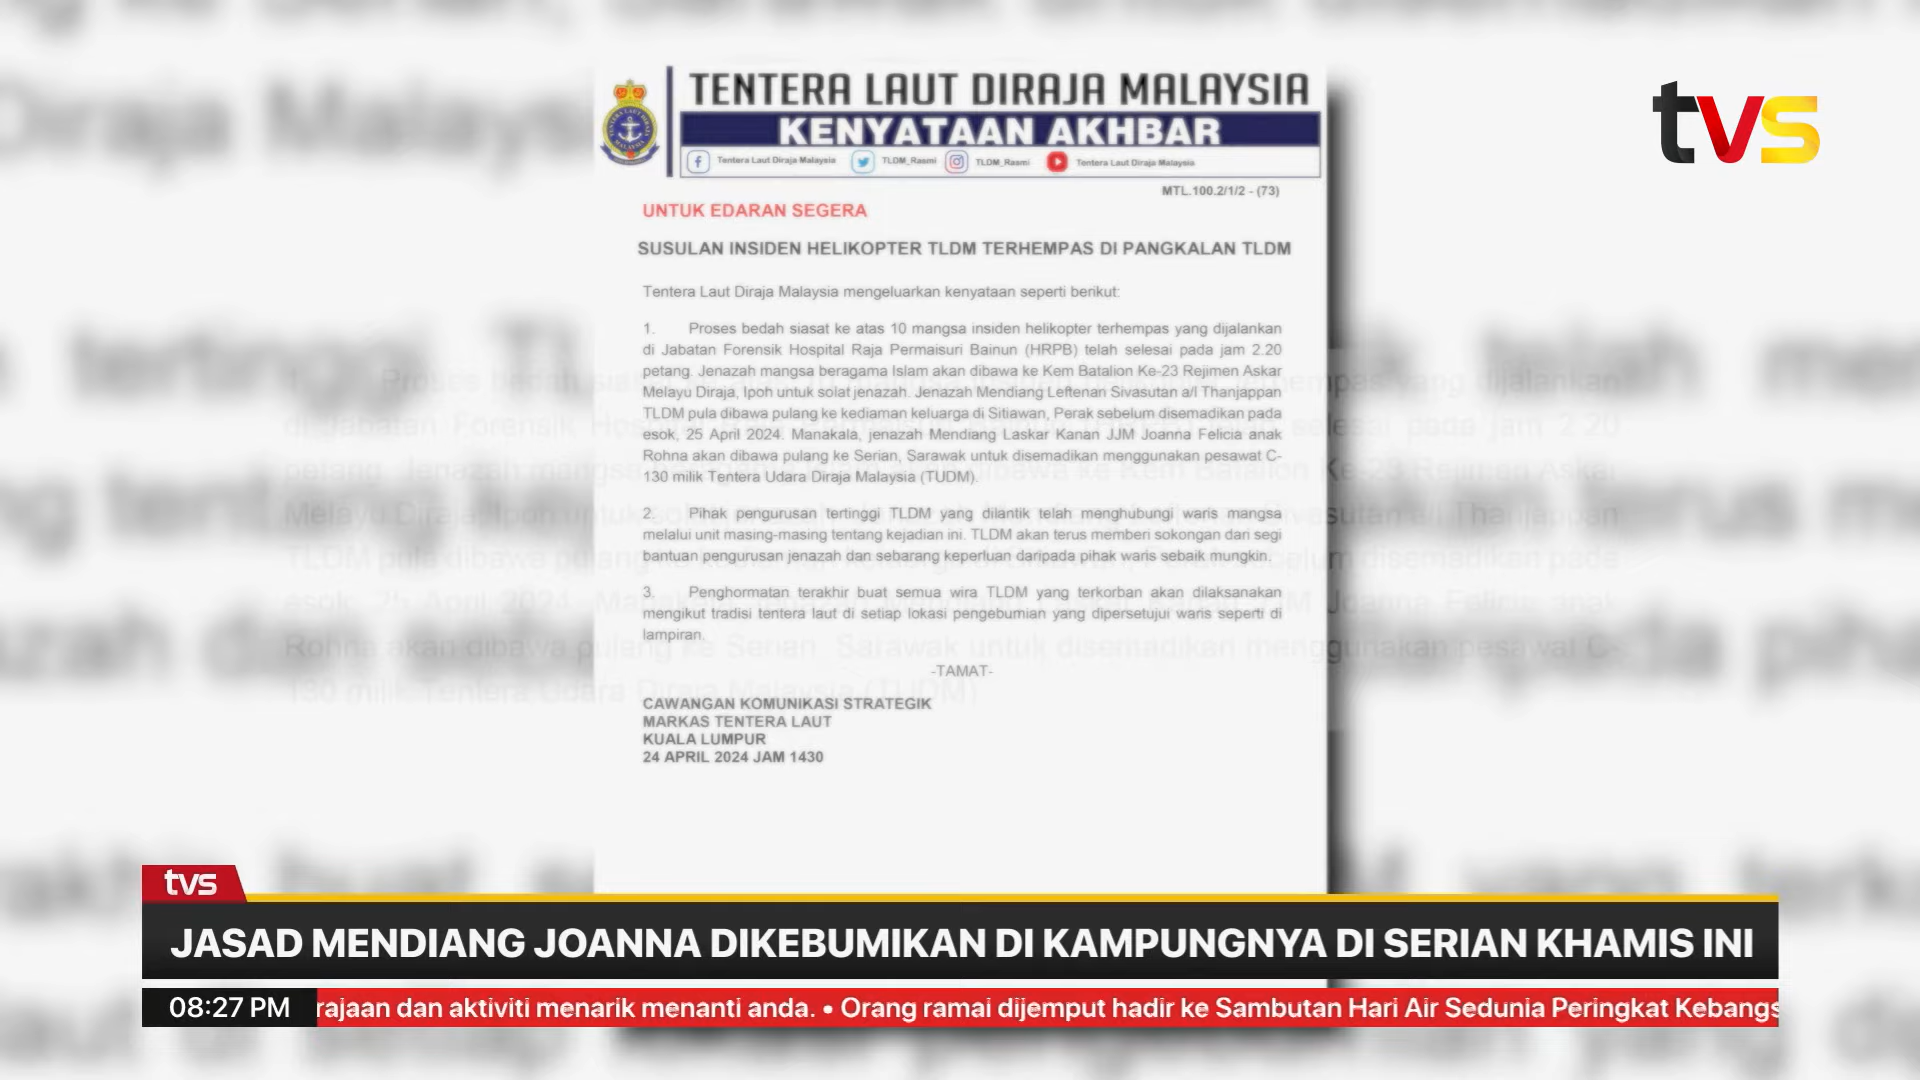 TENTERA LAUT DIRAJA MALAYSIA
KENYATAAN AKHBAR
Tentera Laut Diraja Malaysia TLDM_Rasmi TLDM_Rasmi Tentera Laut Diraja Malaysia
tvs
MTL.100.2/1/2 - (73)
UNTUK EDARAN SEGERA
SUSULAN INSIDEN HELIKOPTER TLDM TERHEMPAS DI PANGKALAN TLDM
Tentera Laut Diraja Malaysia mengeluarkan kenyataan seperti berikut:
1. Proses bedah siasat ke atas 10 mangsa insiden helikopter terhempas yang dijalankan
di Jabatan Forensik Hospital Raja Permaisuri Bainun (HRPB) telah selesai pada jam 2.20
petang. Jenazah mangsa beragama Islam akan dibawa ke Kem Batalion Ke-23 Rejimen Askar
Melayu Diraja, Ipoh untuk solat jenazah. Jenazah Mendiang Leftenan Sivasutan a/l Thanjappan
TLDM pula dibawa pulang ke kediaman keluarga di Sitiawan, Perak sebelum disemadikan pada
esok, 25 April 2024. Manakala, jenazah Mendiang Laskar Kanan JJM Joanna Felicia anak
Rohna akan dibawa pulang ke Serian, Sarawak untuk disemadikan menggunakan pesawat C-
130 milik Tentera Udara Diraja Malaysia (TUDM).
2. Pihak pengurusan tertinggi TLDM yang dilantik telah menghubungi waris mangsa
melalui unit masing-masing tentang kejadian ini. TLDM akan terus memberi sokongan dari segi
bantuan pengurusan jenazah dan sebarang keperluan daripada pihak waris sebaik mungkin.
3. Penghormatan terakhir buat semua wira TLDM yang terkorban akan dilaksanakan
mengikut tradisi tentera laut di setiap lokasi pengebumian yang dipersetujui waris seperti di
lampiran.
-TAMAT-
CAWANGAN KOMUNIKASI STRATEGIK
MARKAS TENTERA LAUT
KUALA LUMPUR
24 APRIL 2024 JAM 1430
tvs
JASAD MENDIANG JOANNA DIKEBUMIKAN DI KAMPUNGNYA DI SERIAN KHAMIS INI
08:27 PM rajaan dan aktiviti menarik menanti anda. • Orang ramai dijemput hadir ke Sambutan Hari Air Sedunia Peringkat Kebangs